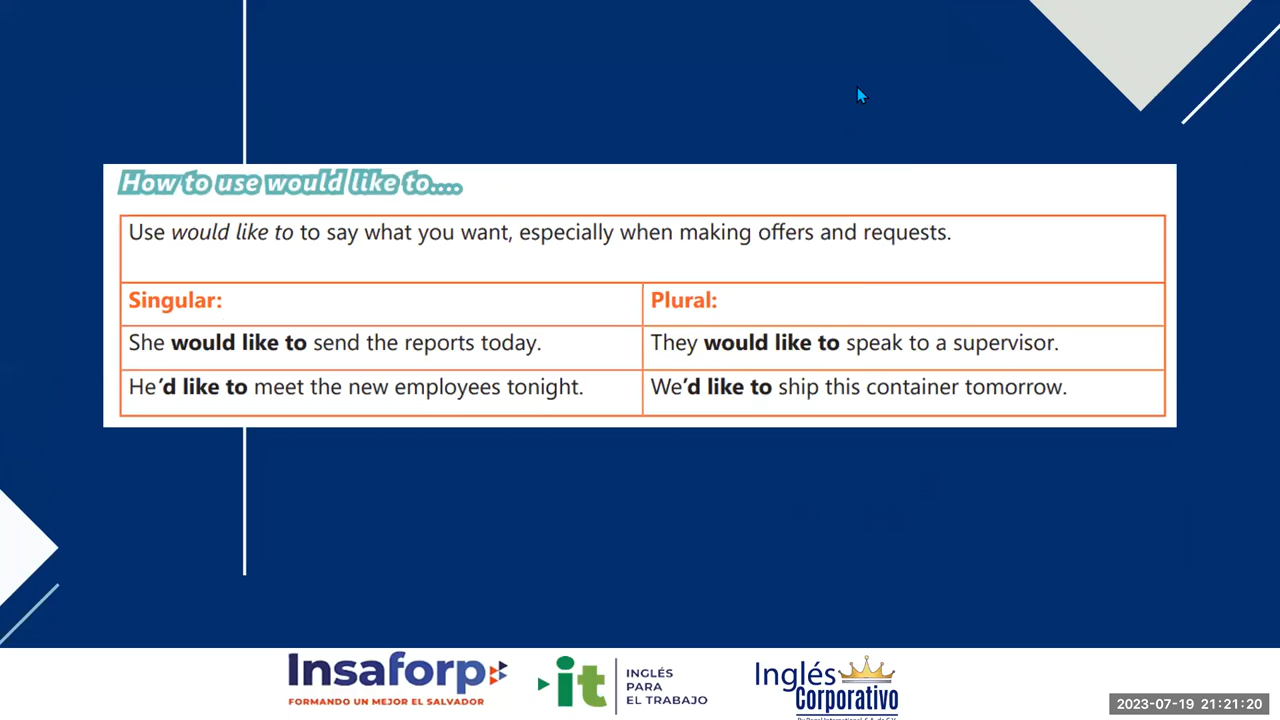 How to use would like to....
Use would like to to say what you want, especially when making offers and requests.
Singular:
Plural:
She would like to send the reports today.
They would like to speak to a supervisor.
He'd like to meet the new employees tonight.
We'd like to ship this container tomorrow.
Insaforp
FORMANDO UN MEJOR EL SALVADOR
it
INGLÉS
PARA
EL TRABAJO
Inglés
Corporativo
2023-07-19 21:21:20